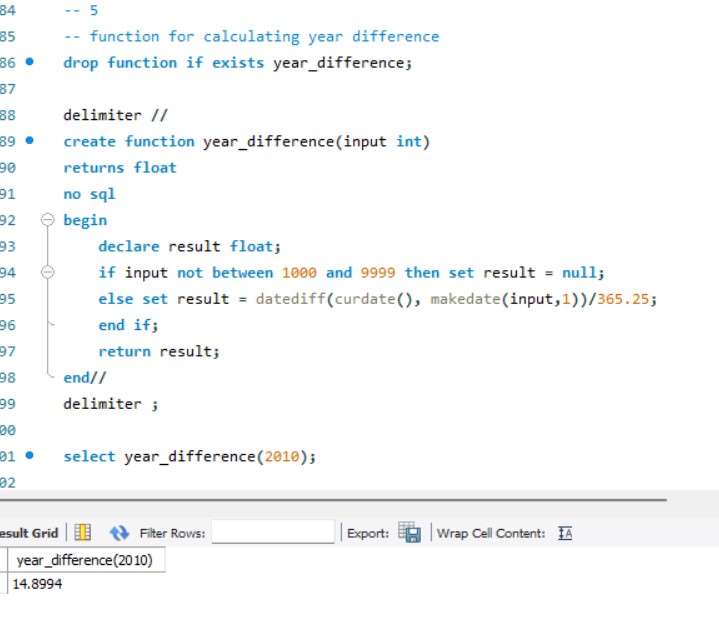 84 -- 5
85 -- function for calculating year difference
86 drop function if exists year_difference;
87
88 delimiter //
89 create function year_difference(input int)
90 returns float
91 no sql
92 begin
93 declare result float;
94 if input not between 1000 and 9999 then set result = null;
95 else set result = datediff(curdate(), makedate(input,1))/365.25;
96 end if;
97 return result;
98 end//
99 delimiter ;
00
01 select year_difference(2010);
02
esult Grid Filter Rows: Export: Wrap Cell Content: IA
year_difference(2010)
14.8994